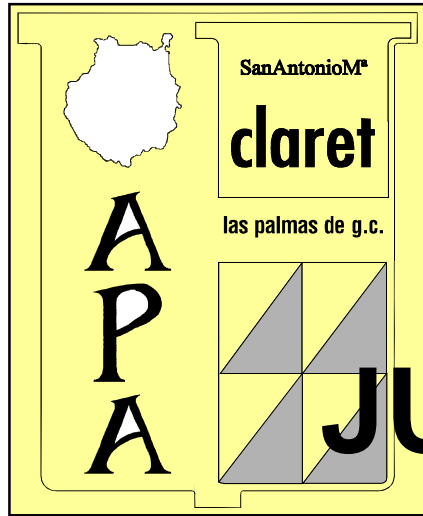 SanAntonioMª
claret
las palmas de g.c.
A
P
A
JU